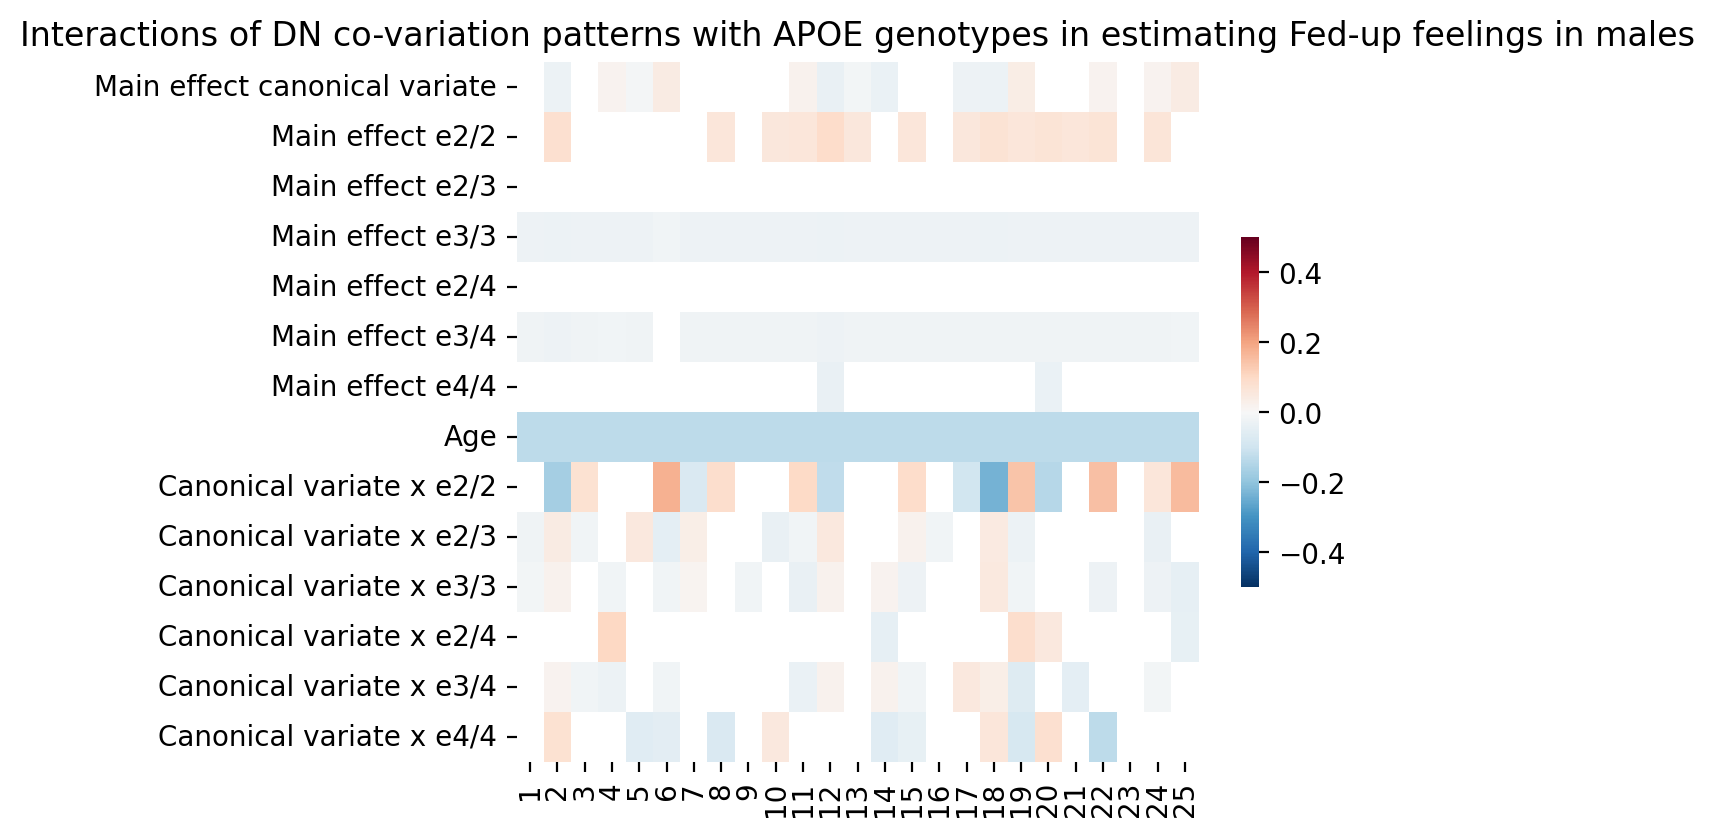 Interactions of DN co-variation patterns with APOE genotypes in estimating Fed-up feelings in males
Main effect canonical variate
Main effect e2/2
Main effect e2/3
Main effect e3/3
Main effect e2/4
Main effect e3/4
Main effect e4/4
Age
Canonical variate x e2/2
Canonical variate x e2/3
Canonical variate x e3/3
Canonical variate x e2/4
Canonical variate x e3/4
Canonical variate x e4/4
1 2 3 4 5 6 7 8 9 10 11 12 13 14 15 16 17 18 19 20 21 22 23 24 25
0.4
0.2
0.0
−0.2
−0.4